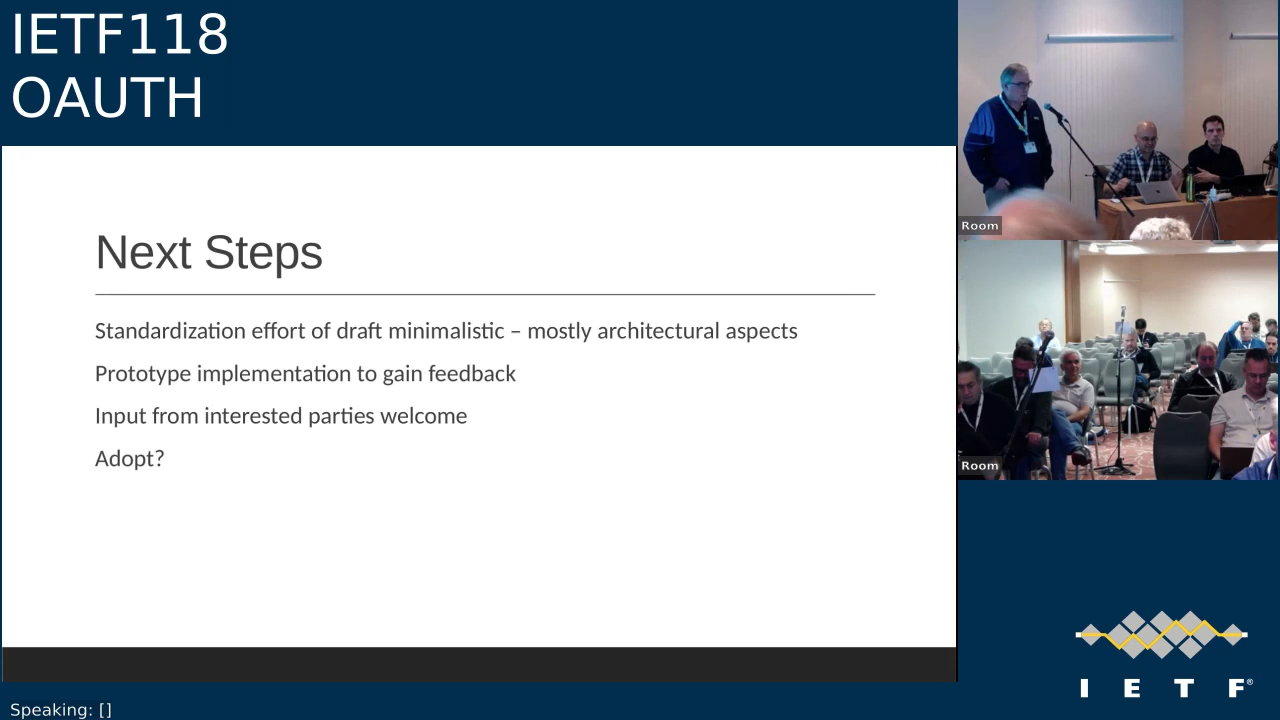 IETF118
OAUTH
Next Steps
Standardization effort of draft minimalistic – mostly architectural aspects
Prototype implementation to gain feedback
Input from interested parties welcome
Adopt?
Room
Room
I E T F®
Speaking: []